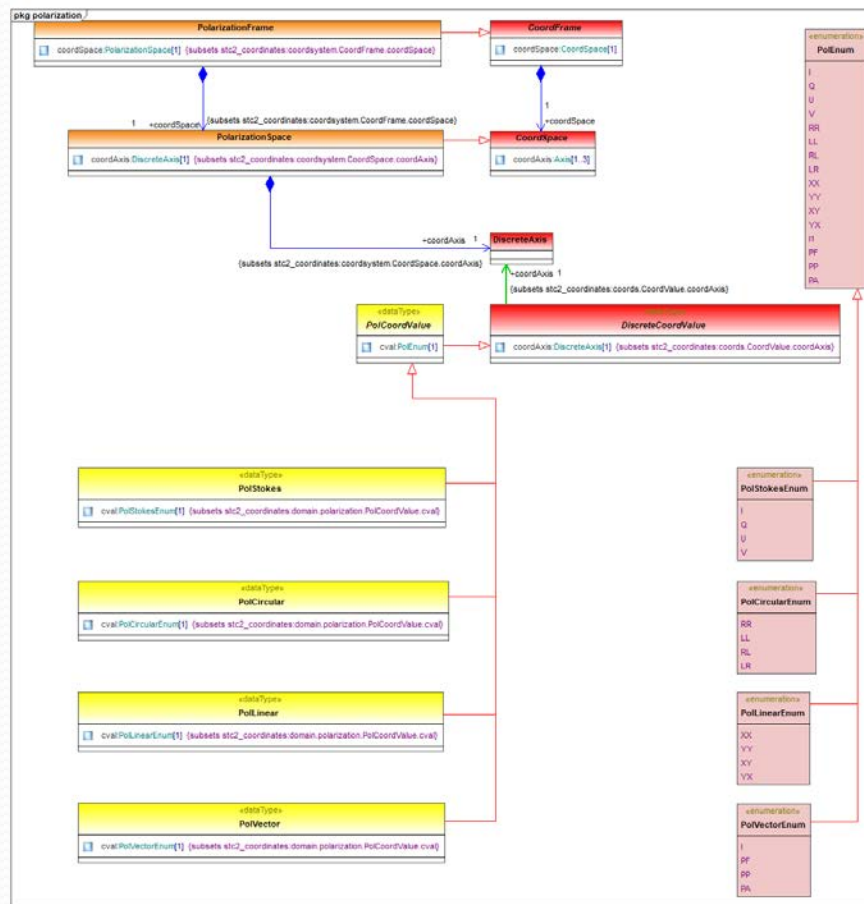 pkg polarization
PolarizationFrame
coordSpace:PolarizationSpace[1] {subsets stc2_coordinates:coordsystem.CoordFrame.coordSpace}
CoordFrame
coordSpace:CoordSpace[1]
«enumeration»
PolEnum
I
Q
U
V
RR
LL
RL
LR
XX
YY
XY
YX
I1
PF
PP
PA
1
+coordSpace
{subsets stc2_coordinates:coordsystem.CoordFrame.coordSpace}
1
+coordSpace
PolarizationSpace
coordAxis:DiscreteAxis[1] {subsets stc2_coordinates:coordsystem.CoordSpace.coordAxis}
CoordSpace
coordAxis:Axis[1..3]
+coordAxis 1
{subsets stc2_coordinates:coordsystem.CoordSpace.coordAxis}
DiscreteAxis
+coordAxis 1
{subsets stc2_coordinates:coords.CoordValue.coordAxis}
«dataType»
PolCoordValue
cval:PolEnum[1]
DiscreteCoordValue
coordAxis:DiscreteAxis[1] {subsets stc2_coordinates:coords.CoordValue.coordAxis}
«dataType»
PolStokes
cval:PolStokesEnum[1] {subsets stc2_coordinates:domain.polarization.PolCoordValue.cval}
«enumeration»
PolStokesEnum
I
Q
U
V
«dataType»
PolCircular
cval:PolCircularEnum[1] {subsets stc2_coordinates:domain.polarization.PolCoordValue.cval}
«enumeration»
PolCircularEnum
RR
LL
RL
LR
«dataType»
PolLinear
cval:PolLinearEnum[1] {subsets stc2_coordinates:domain.polarization.PolCoordValue.cval}
«enumeration»
PolLinearEnum
XX
YY
XY
YX
«dataType»
PolVector
cval:PolVectorEnum[1] {subsets stc2_coordinates:domain.polarization.PolCoordValue.cval}
«enumeration»
PolVectorEnum
I
PF
PP
PA